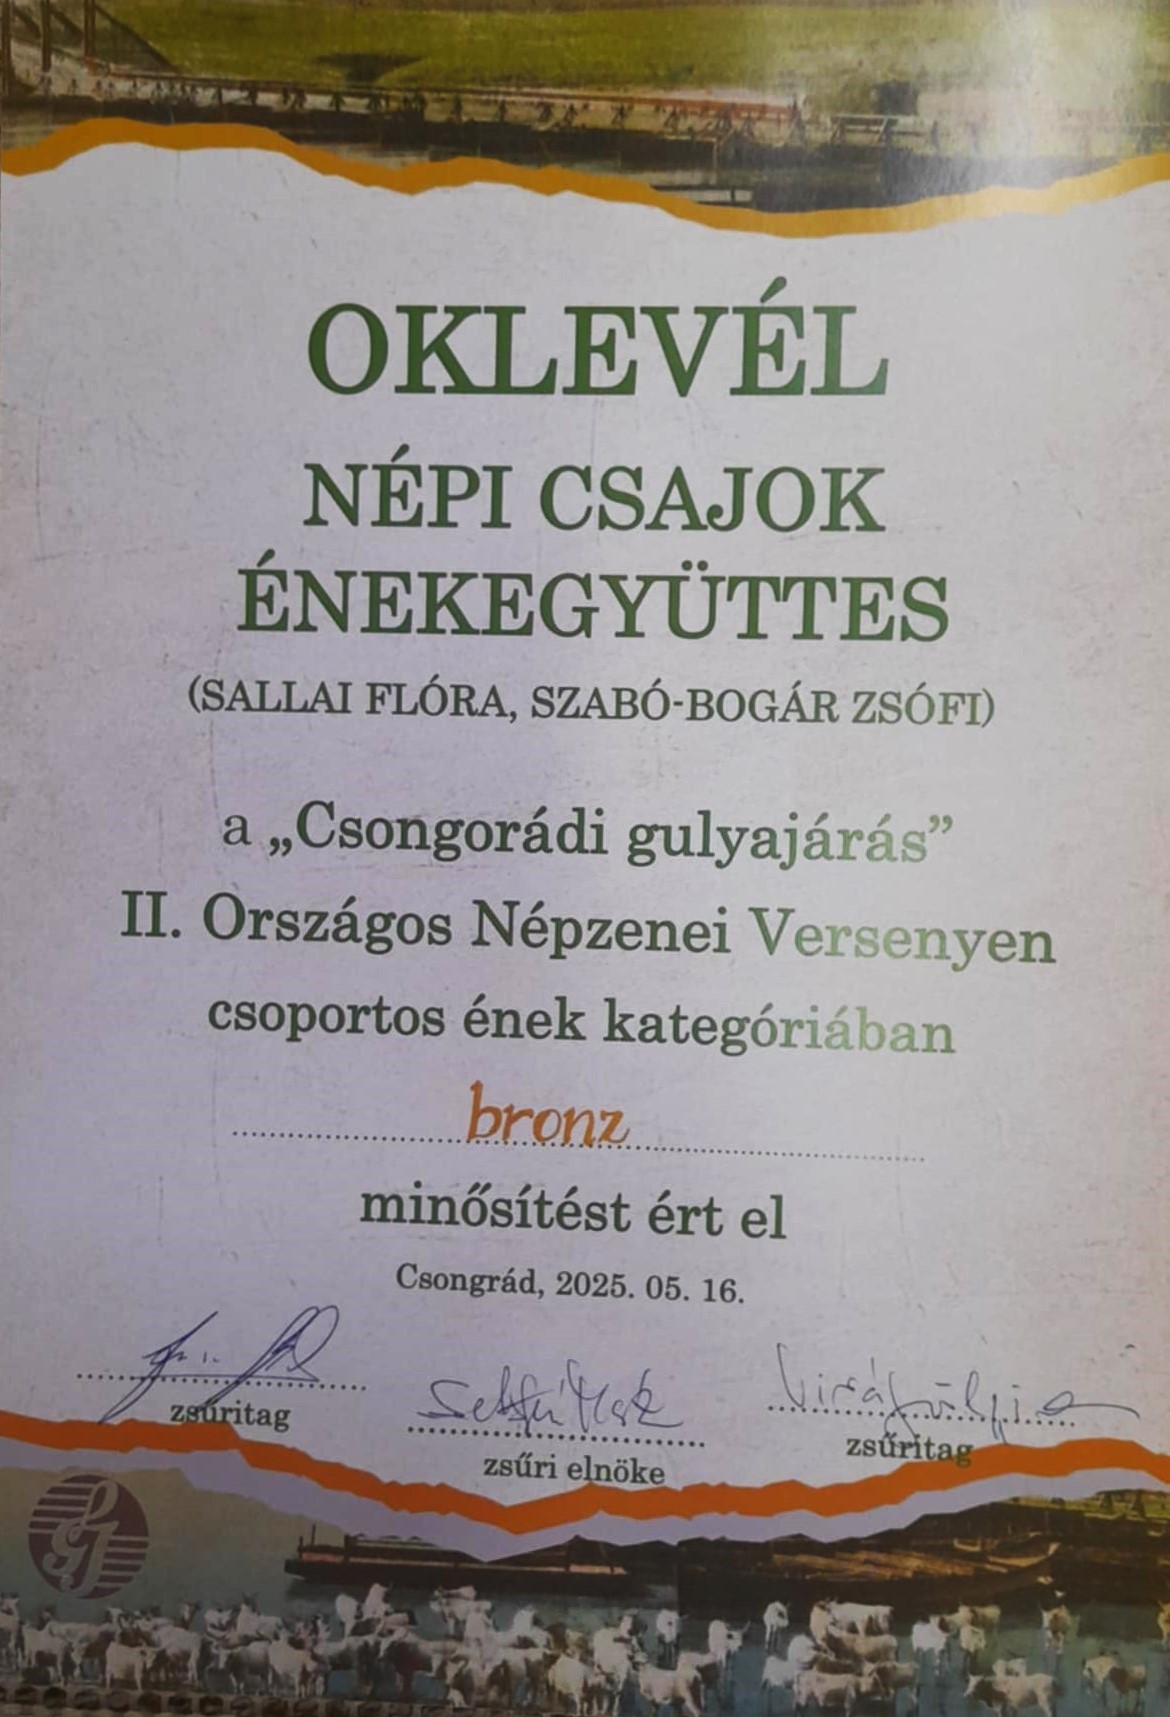 OKLEVÉL
NÉPI CSAJOK
ÉNEKEGYÜTTES
(SALLAI FLÓRA, SZABÓ-BOGÁR ZSÓFI)
a „Csongorádi gulyajárás”
II. Országos Népzenei Versenyen
csoportos ének kategóriában
bronz
minősítést ért el
Csongrád, 2025. 05. 16.
zsűritag
zsűri elnöke
zsűritag